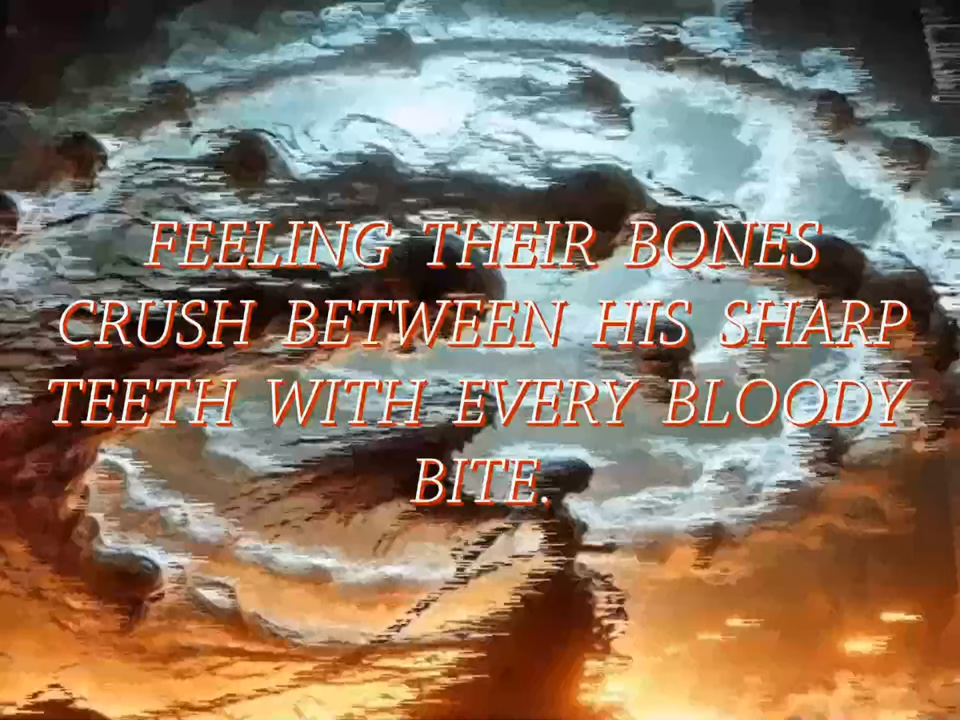 FEELING THEIR BONES
CRUSH BETWEEN HIS SHARP
TEETH WITH EVERY BLOODY
BITE.